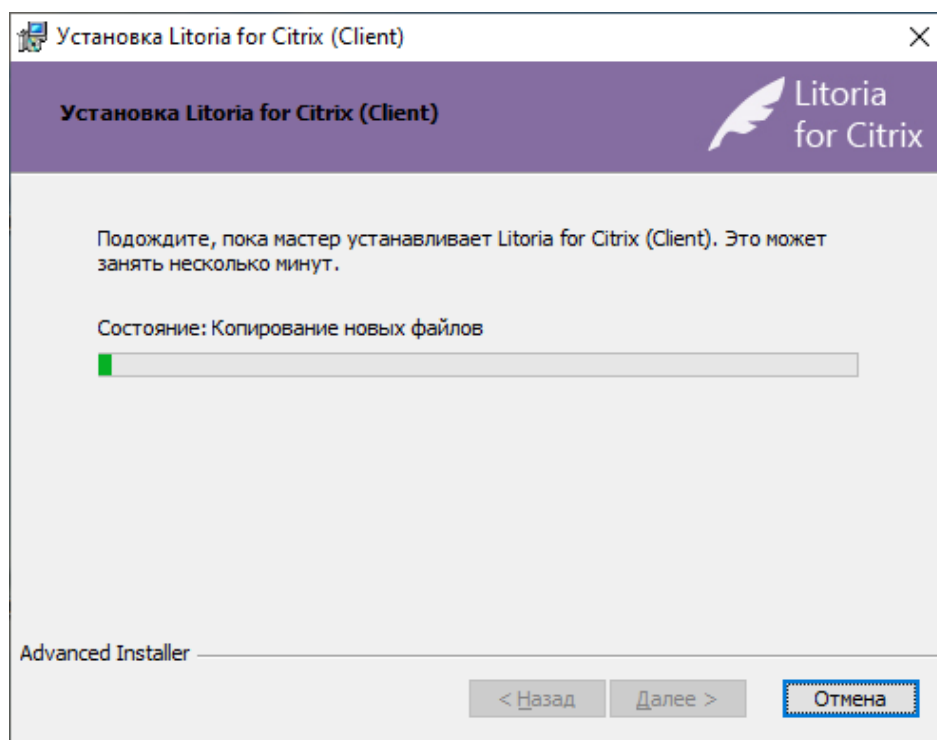 Установка Litoria for Citrix (Client)
Установка Litoria for Citrix (Client)
Litoria
for Citrix
Подождите, пока мастер устанавливает Litoria for Citrix (Client). Это может
занять несколько минут.
Состояние: Копирование новых файлов
Advanced Installer
< Назад
Далее >
Отмена